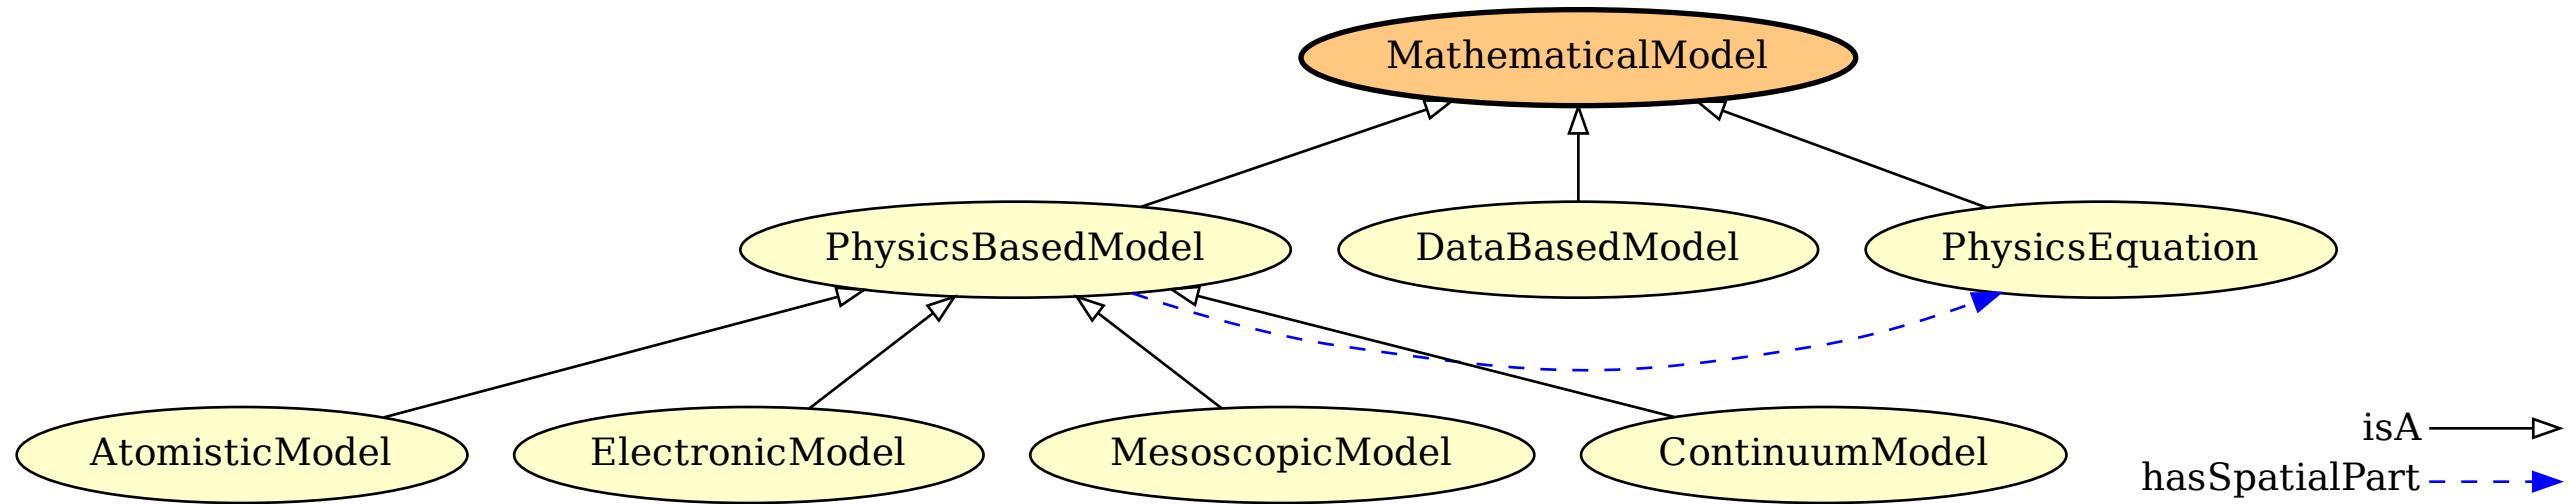 MathematicalModel
PhysicsBasedModel
DataBasedModel
PhysicsEquation
AtomisticModel
ElectronicModel
MesoscopicModel
ContinuumModel
isA
hasSpatialPart